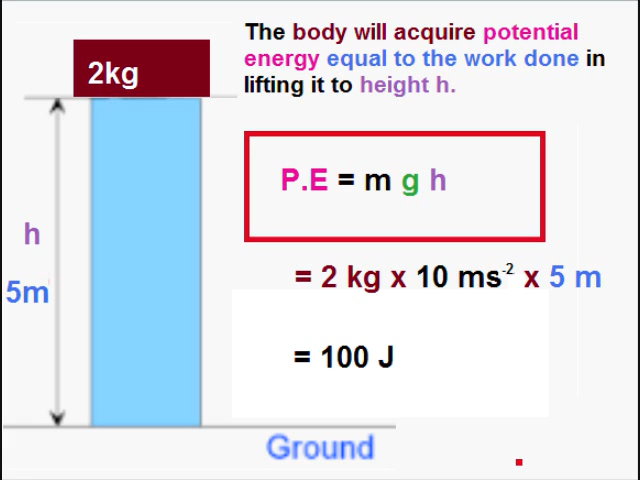 The body will acquire potential
energy equal to the work done in
lifting it to height h.
2kg
P.E = m g h
h
= 2 kg x 10 ms⁻² x 5 m
5m
= 100 J
Ground